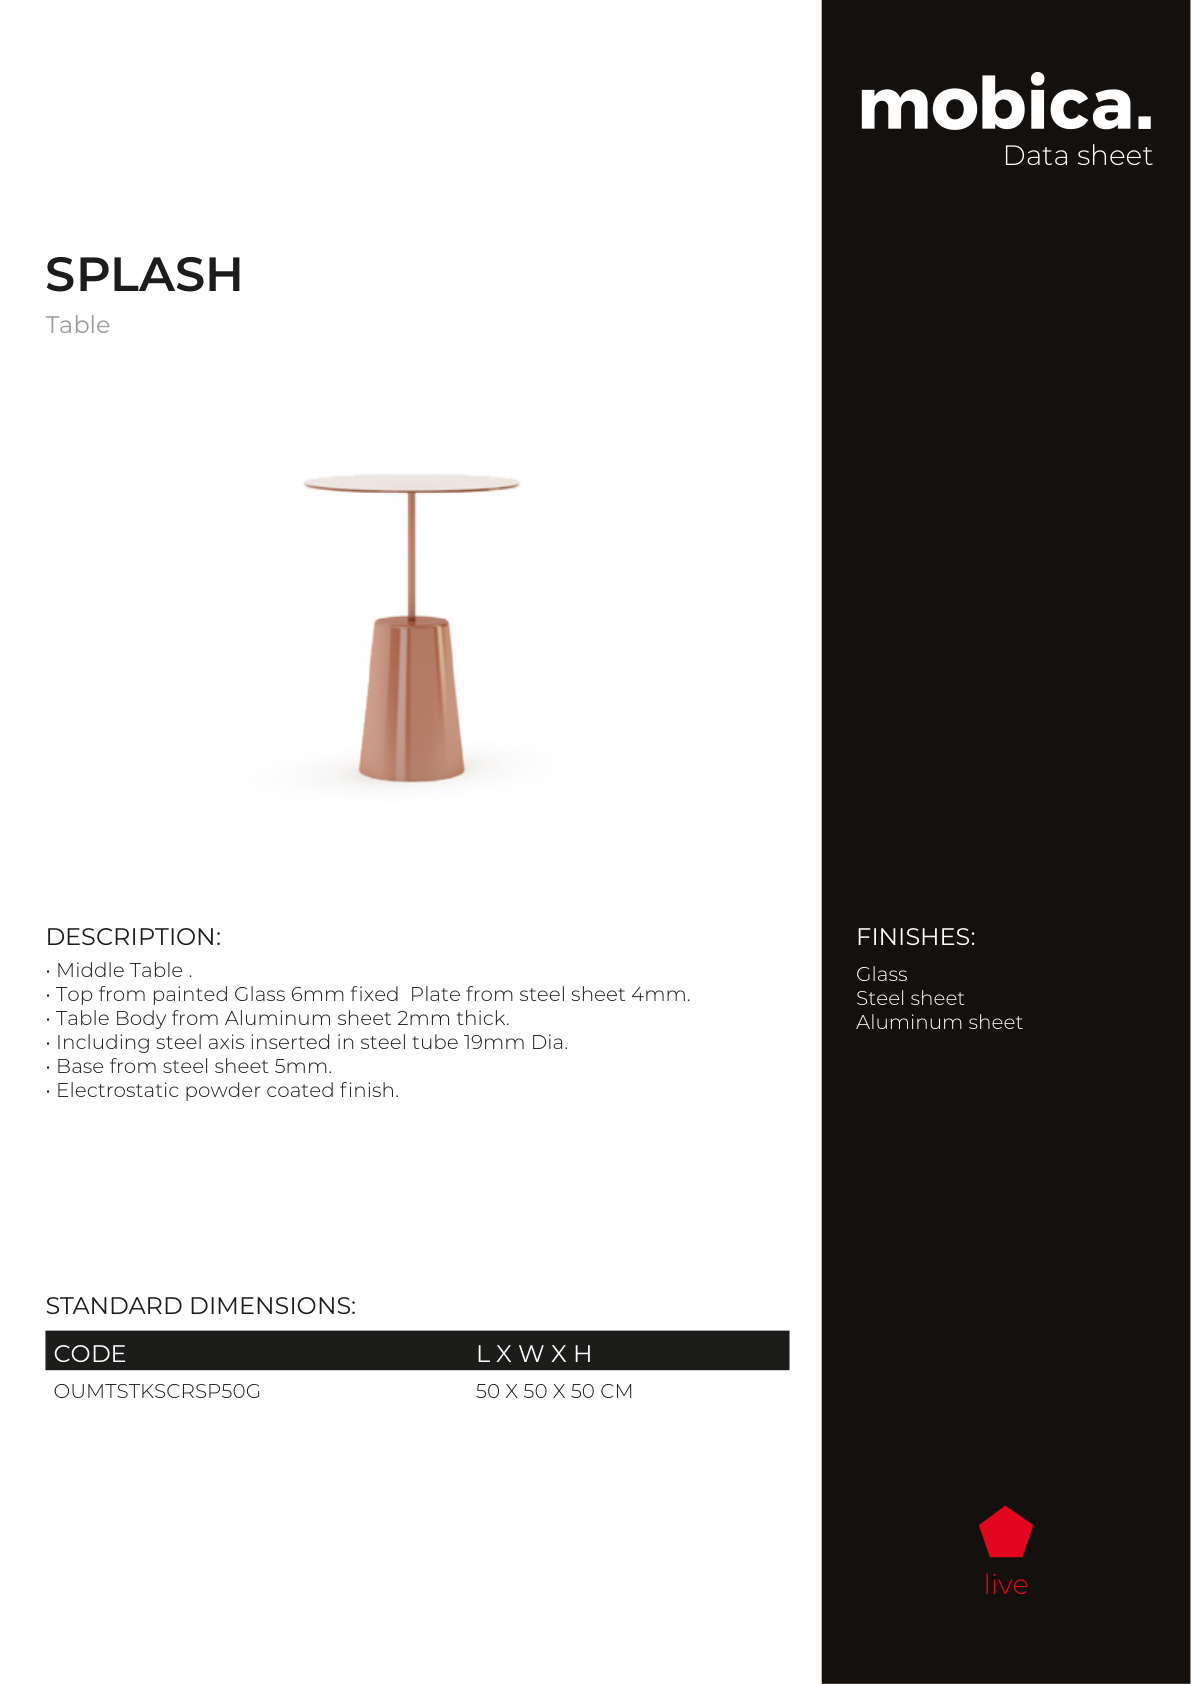 mobica.
Data sheet
SPLASH
Table
DESCRIPTION:
• Middle Table .
• Top from painted Glass 6mm fixed  Plate from steel sheet 4mm.
• Table Body from Aluminum sheet 2mm thick.
• Including steel axis inserted in steel tube 19mm Dia.
• Base from steel sheet 5mm.
• Electrostatic powder coated finish.
FINISHES:
Glass
Steel sheet
Aluminum sheet
STANDARD DIMENSIONS:
CODE L X W X H
OUMTSTKSCRSP50G 50 X 50 X 50 CM
live